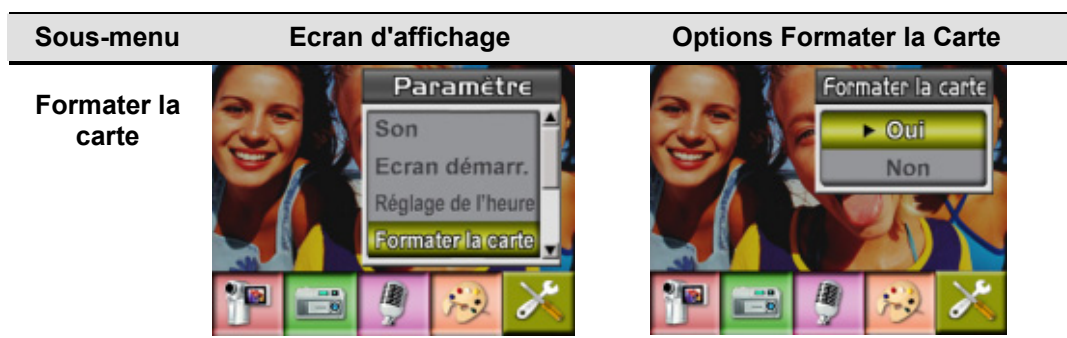 Sous-menu Ecran d'affichage Options Formater la Carte
Formater la
carte
Paramètre
Son
Ecran démarr.
Réglage de l'heure
Formater la carte
Formater la carte
Oui
Non